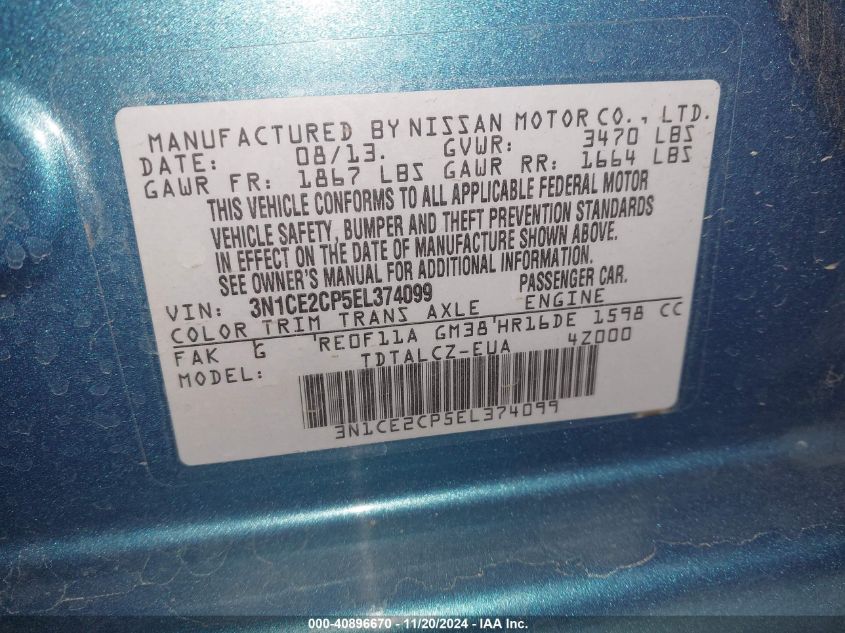 MANUFACTURED BY NISSAN MOTOR CO., LTD.
DATE: 08/13. GVWR: 3470 LBS
GAWR FR: 1867 LBS GAWR RR: 1664 LBS
THIS VEHICLE CONFORMS TO ALL APPLICABLE FEDERAL MOTOR
VEHICLE SAFETY, BUMPER AND THEFT PREVENTION STANDARDS
IN EFFECT ON THE DATE OF MANUFACTURE SHOWN ABOVE.
SEE OWNER'S MANUAL FOR ADDITIONAL INFORMATION.
VIN: 3N1CE2CP5EL374099 PASSENGER CAR.
COLOR TRIM TRANS AXLE ENGINE
FAK G 'RE0F11A GM38'HR16DE 1598 CC
MODEL: TDTALCZ-EUA 4Z000
3N1CE2CP5EL374099
000-40896670 - 11/20/2024 - IAA Inc.